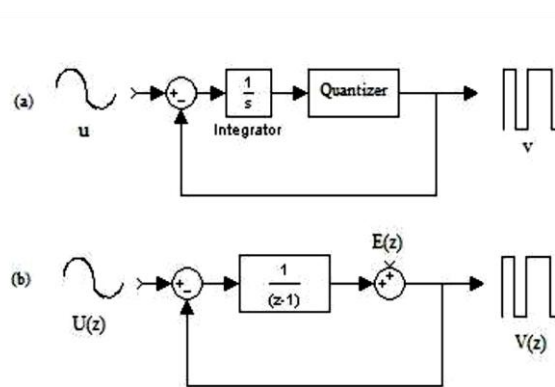 (a)
u
+
-
1
s
Integrator
Quantizer
v
(b)
U(z)
+
-
1
(z-1)
E(z)
+
+
V(z)